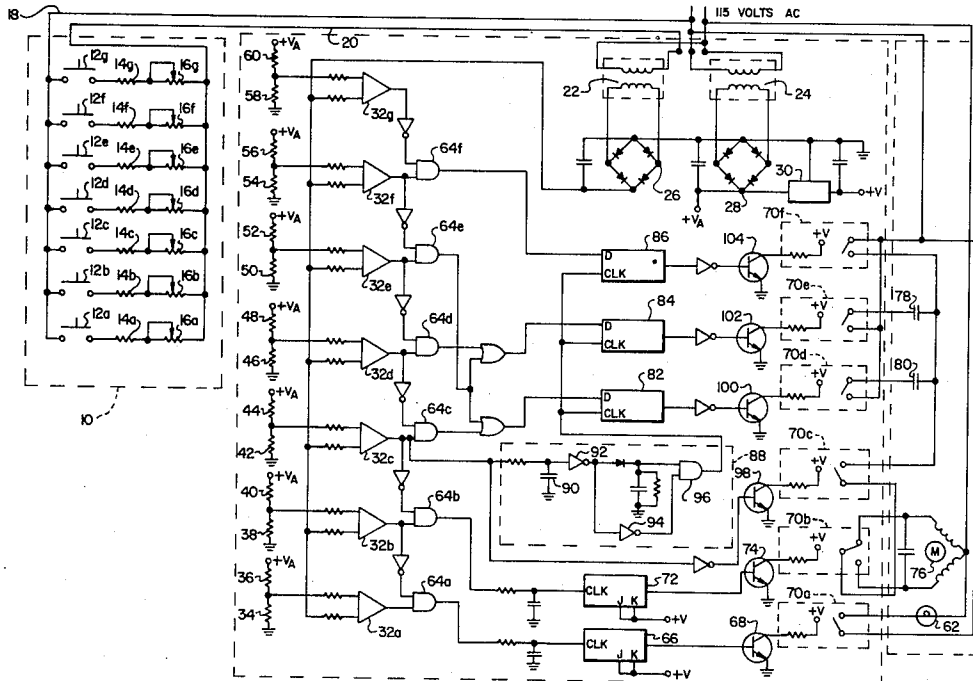 18
115 VOLTS AC
20
12g
14g
16g
12f
14f
16f
12e
14e
16e
12d
14d
16d
12c
14c
16c
12b
14b
16b
12a
14a
16a
10
+VA
60
58
32g
+VA
56
54
32f
64f
+VA
52
50
32e
64e
+VA
48
46
32d
64d
+VA
44
42
32c
64c
+VA
40
38
32b
64b
+VA
36
34
32a
64a
22
24
26
28
30
+VA
+V
86
D
CLK
104
70f
+V
84
D
CLK
102
70e
+V
78
82
D
CLK
100
70d
+V
80
88
92
90
94
96
98
70c
+V
72
CLK
J K
+V
74
70b
+V
76
M
66
CLK
J K
+V
68
70a
+V
62